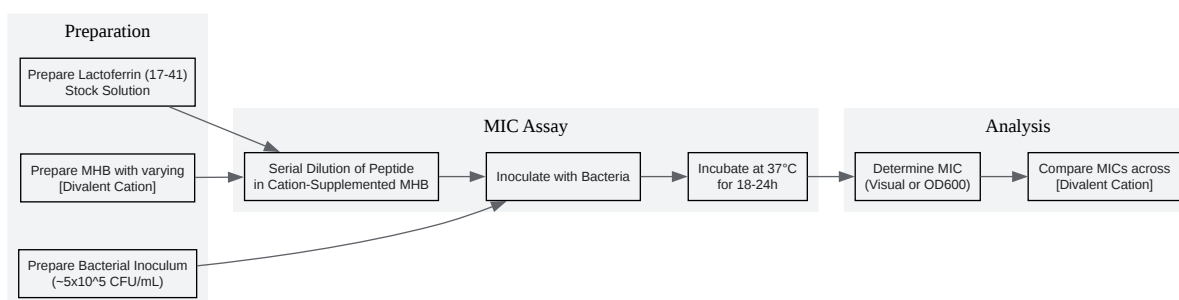 Preparation
Prepare Lactoferrin (17-41)
Stock Solution
Prepare MHB with varying
[Divalent Cation]
Prepare Bacterial Inoculum
(~5x10^5 CFU/mL)
MIC Assay
Serial Dilution of Peptide
in Cation-Supplemented MHB
Inoculate with Bacteria
Incubate at 37°C
for 18-24h
Analysis
Determine MIC
(Visual or OD600)
Compare MICs across
[Divalent Cation]